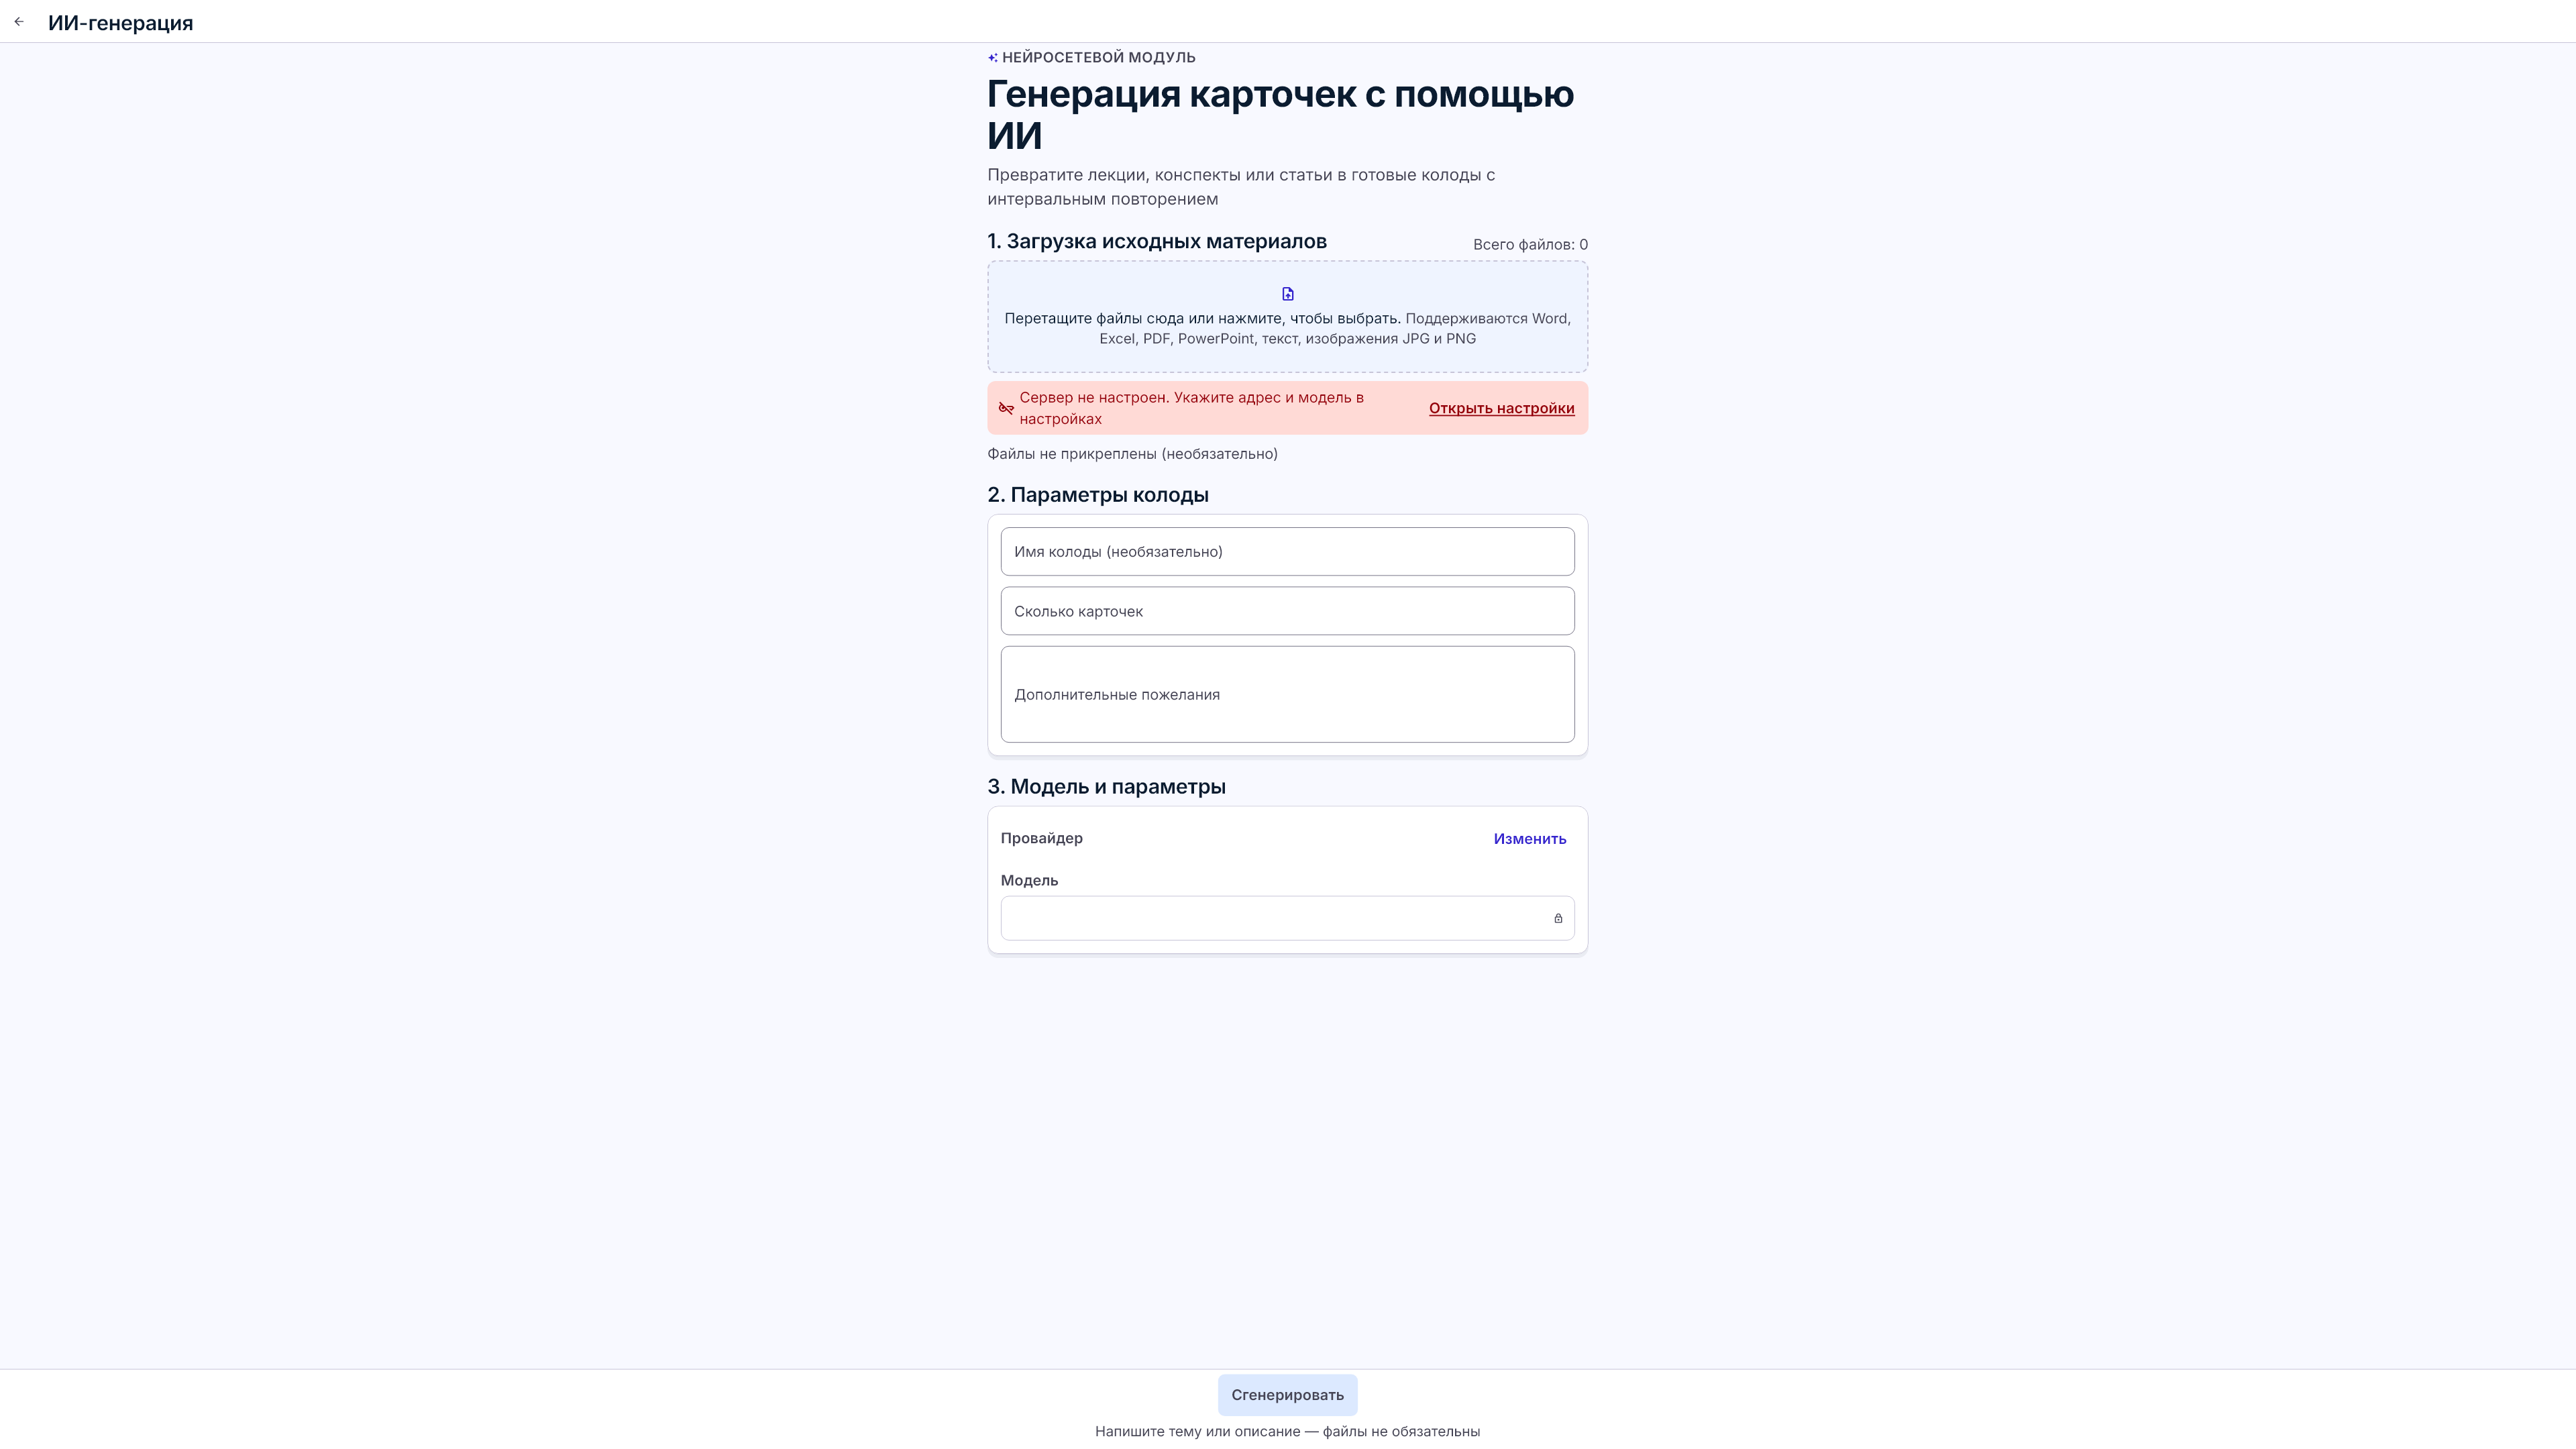 ИИ-генерация
НЕЙРОСЕТЕВОЙ МОДУЛЬ
Генерация карточек с помощью
ИИ
Превратите лекции, конспекты или статьи в готовые колоды с
интервальным повторением
1. Загрузка исходных материалов
Всего файлов: 0
Перетащите файлы сюда или нажмите, чтобы выбрать. Поддерживаются Word,
Excel, PDF, PowerPoint, текст, изображения JPG и PNG
Сервер не настроен. Укажите адрес и модель в
настройках
Открыть настройки
Файлы не прикреплены (необязательно)
2. Параметры колоды
Имя колоды (необязательно)
Сколько карточек
Дополнительные пожелания
3. Модель и параметры
Провайдер
Изменить
Модель
Сгенерировать
Напишите тему или описание — файлы не обязательны